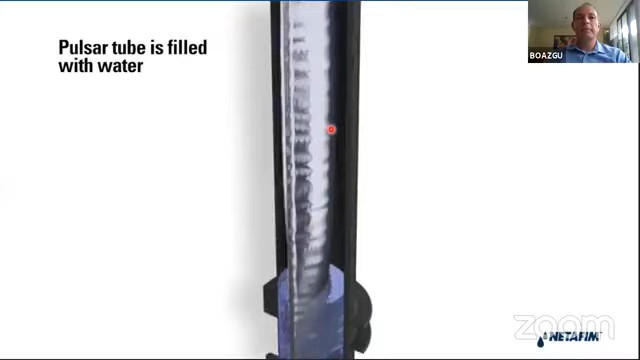 Pulsar tube is filled
with water
BOAZGU
zoom
NETAFIM